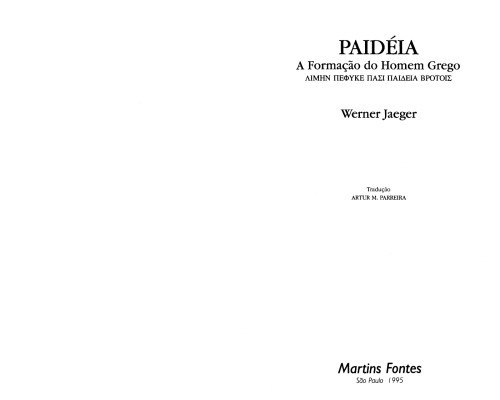 PAIDÉIA
A Formação do Homem Grego
ΛΙΜΗΝ ΠΕΦΥΚΕ ΠΑΣΙ ΠΑΙΔΕΙΑ ΒΡΟΤΟΙΣ
Werner Jaeger
Tradução
ARTUR M. PARREIRA
Martins Fontes
São Paulo 1995